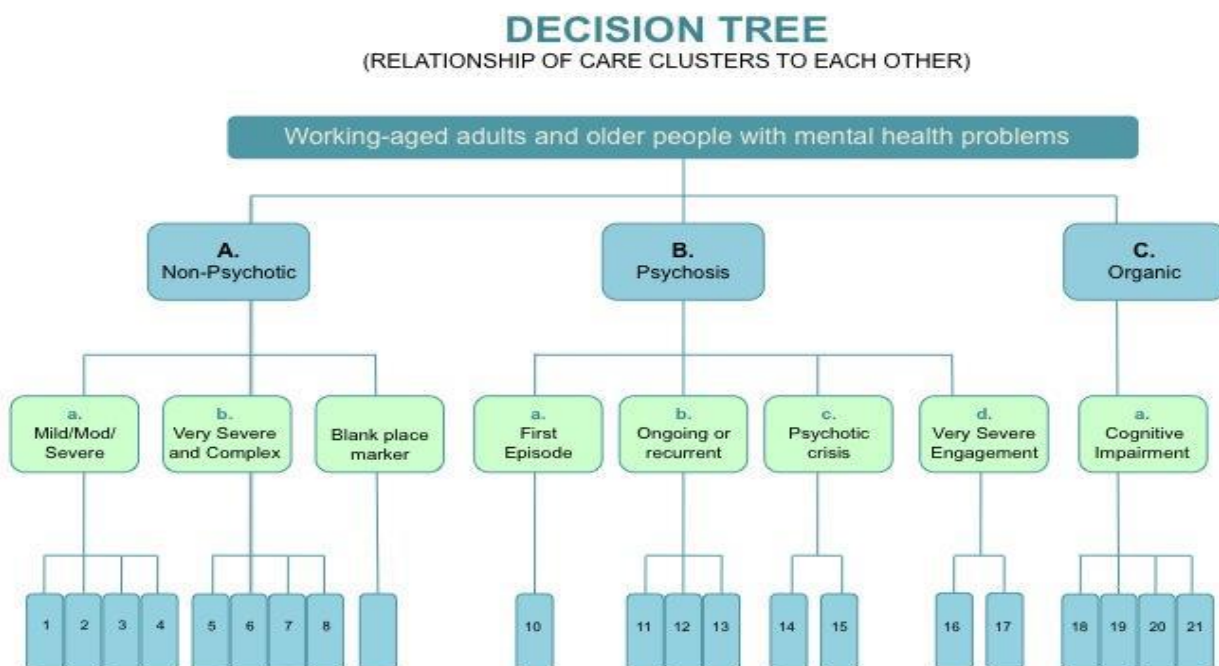 DECISION TREE
(RELATIONSHIP OF CARE CLUSTERS TO EACH OTHER)
Working-aged adults and older people with mental health problems
A.
Non-Psychotic
B.
Psychosis
C.
Organic
a.
Mild/Mod/
Severe
b.
Very Severe
and Complex
Blank place
marker
a.
First
Episode
b.
Ongoing or
recurrent
c.
Psychotic
crisis
d.
Very Severe
Engagement
a.
Cognitive
Impairment
1 2 3 4 5 6 7 8 10 11 12 13 14 15 16 17 18 19 20 21